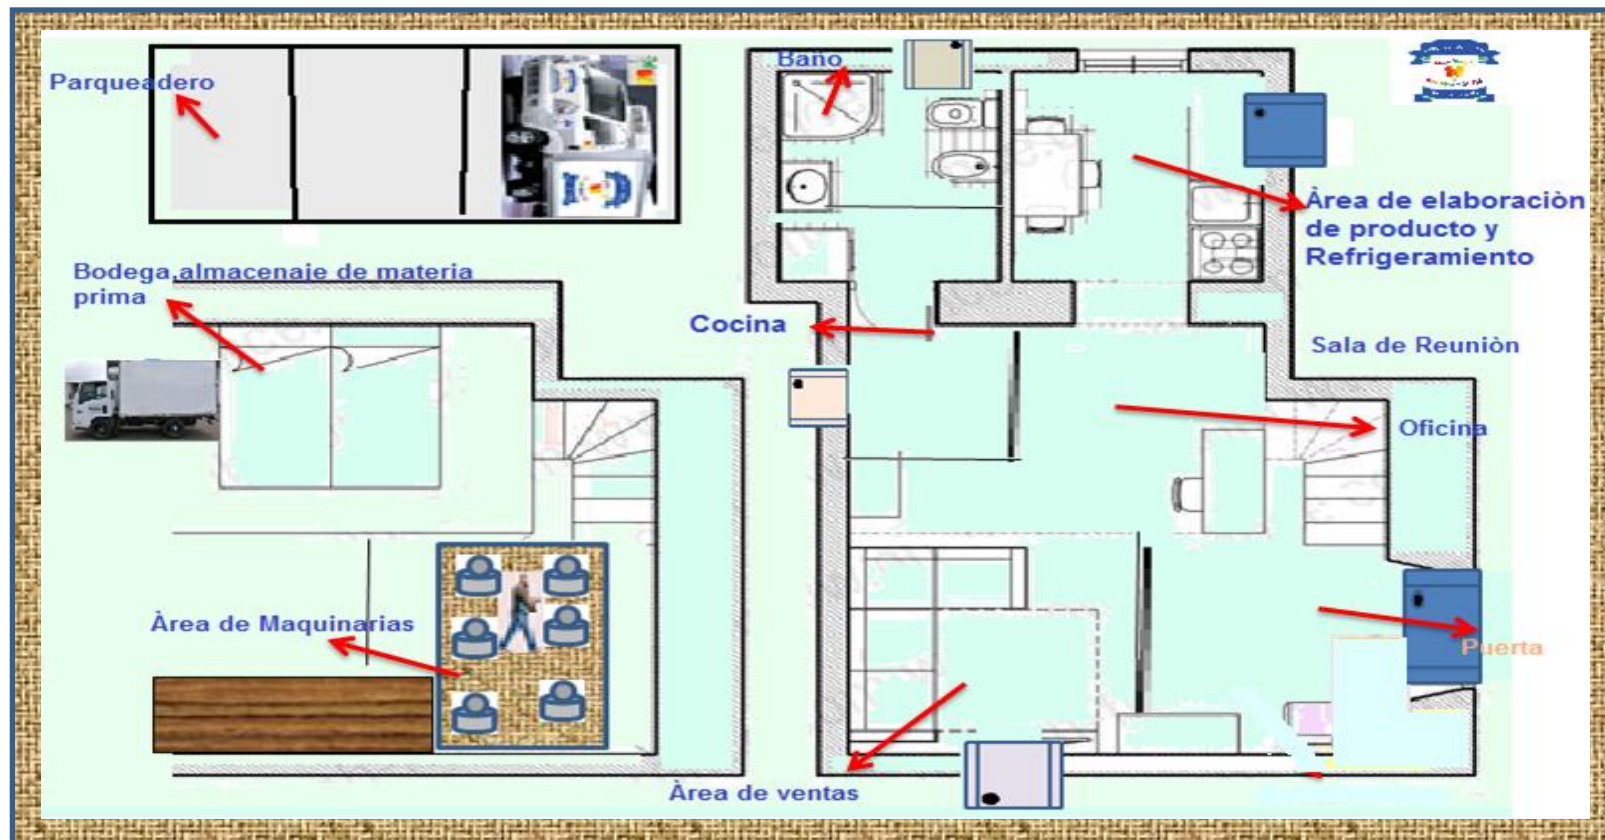 Baño
Parqueadero
Àrea de elaboraciòn
de producto y
Refrigeramiento
Bodega,almacenaje de materia
prima
Cocina
Sala de Reuniòn
Oficina
Àrea de Maquinarias
Puerta
Àrea de ventas